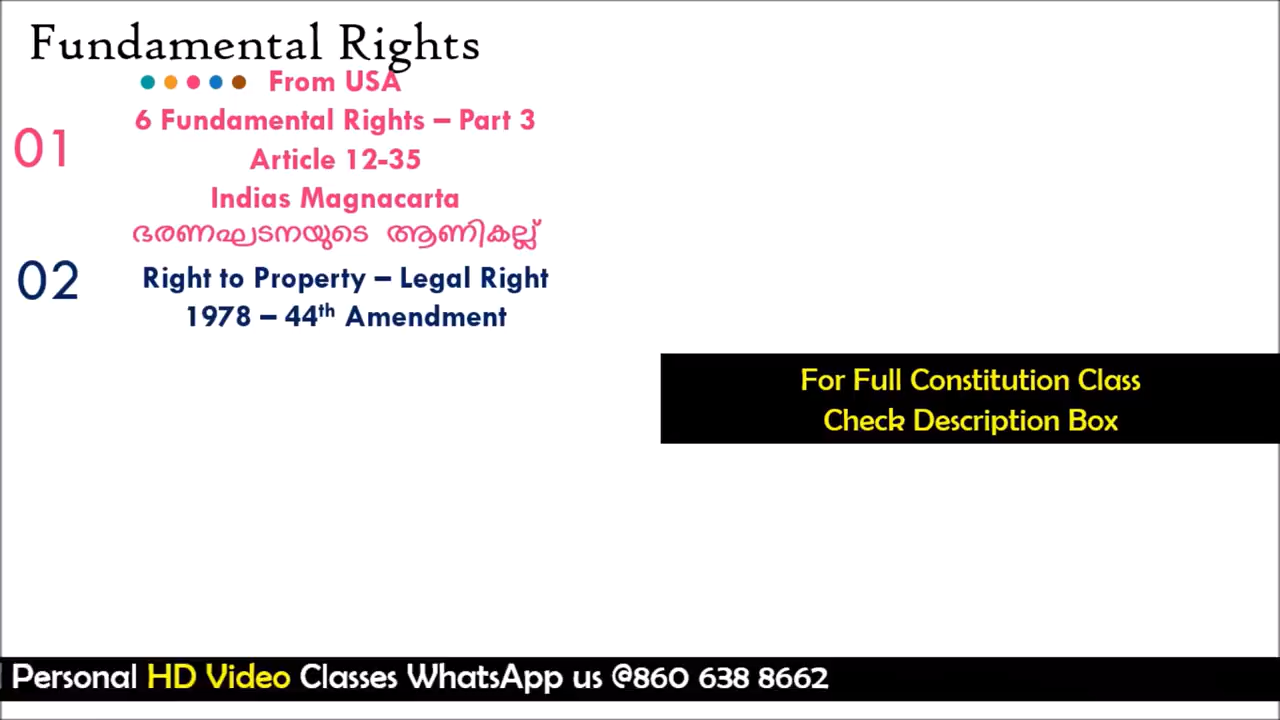 Fundamental Rights
From USA
01
6 Fundamental Rights – Part 3
Article 12-35
Indias Magnacarta
ഭരണഘടനയുടെ ആണികല്ല്
02
Right to Property – Legal Right
1978 – 44th Amendment
For Full Constitution Class
Check Description Box
Personal HD Video Classes WhatsApp us @860 638 8662